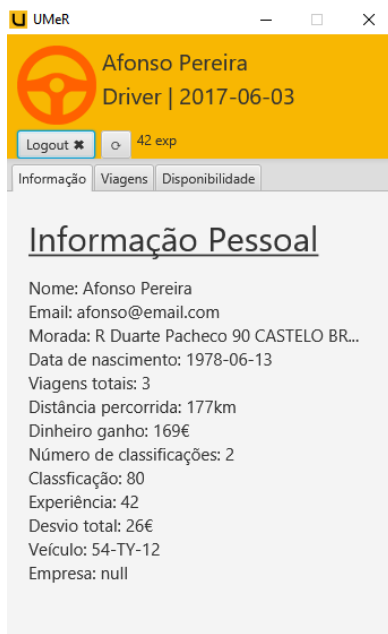 UMeR
Afonso Pereira
Driver | 2017-06-03
Logout ✖
42 exp
Informação Viagens Disponibilidade
Informação Pessoal
Nome: Afonso Pereira
Email: afonso@email.com
Morada: R Duarte Pacheco 90 CASTELO BR...
Data de nascimento: 1978-06-13
Viagens totais: 3
Distância percorrida: 177km
Dinheiro ganho: 169€
Número de classificações: 2
Classficação: 80
Experiência: 42
Desvio total: 26€
Veículo: 54-TY-12
Empresa: null